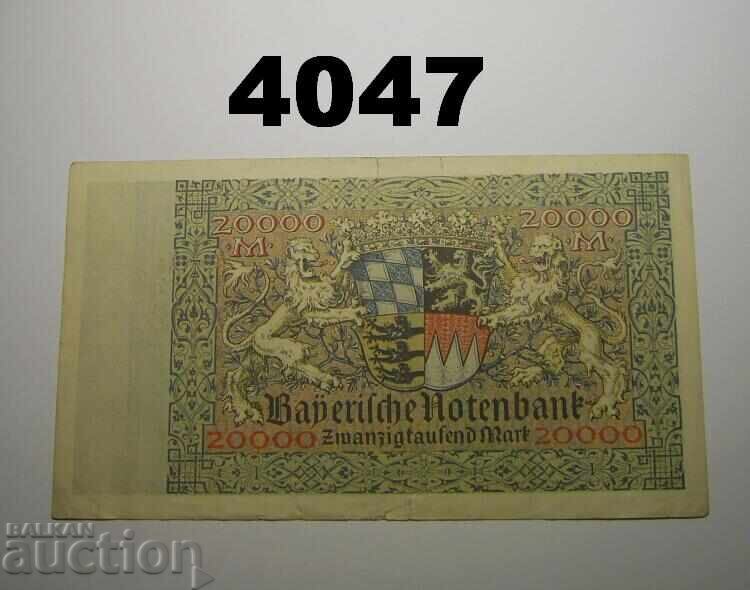 4047
20000 20000
·M· ·M·
Bayerische Notenbank
20000 Zwanzigtausend Mark 20000
BALKAN
auction